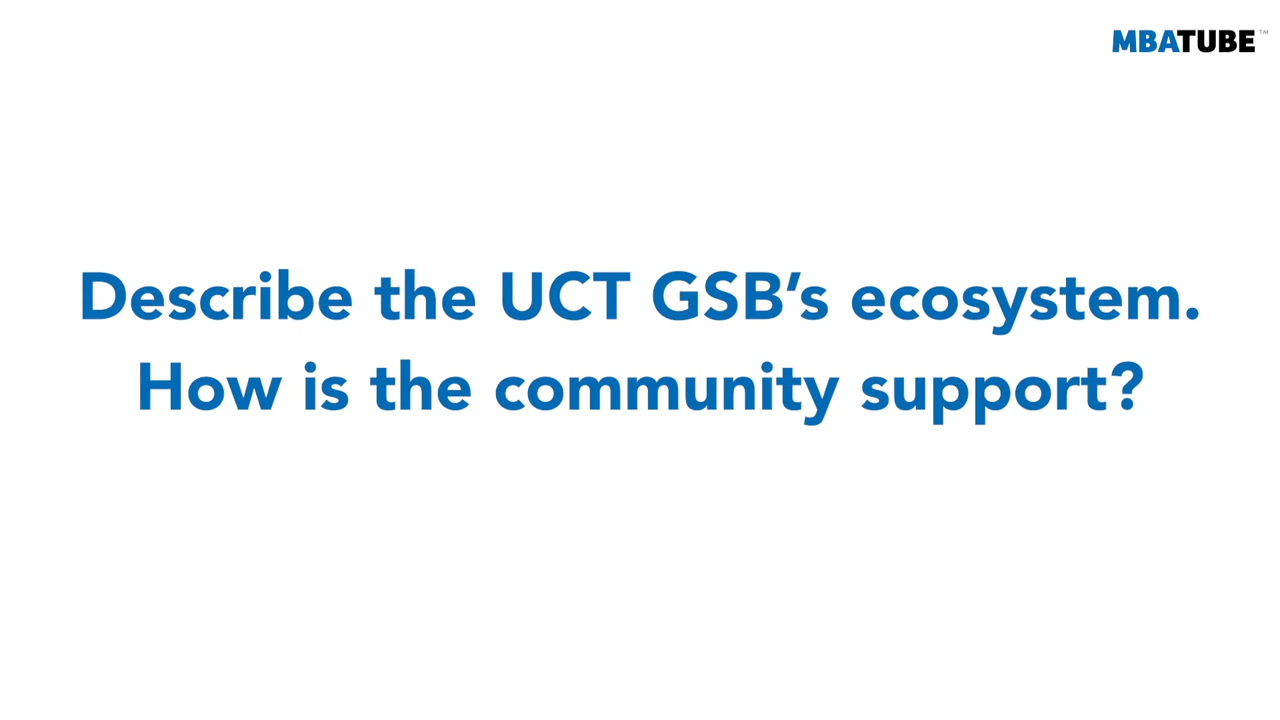 MBATUBE™
Describe the UCT GSB’s ecosystem.
How is the community support?